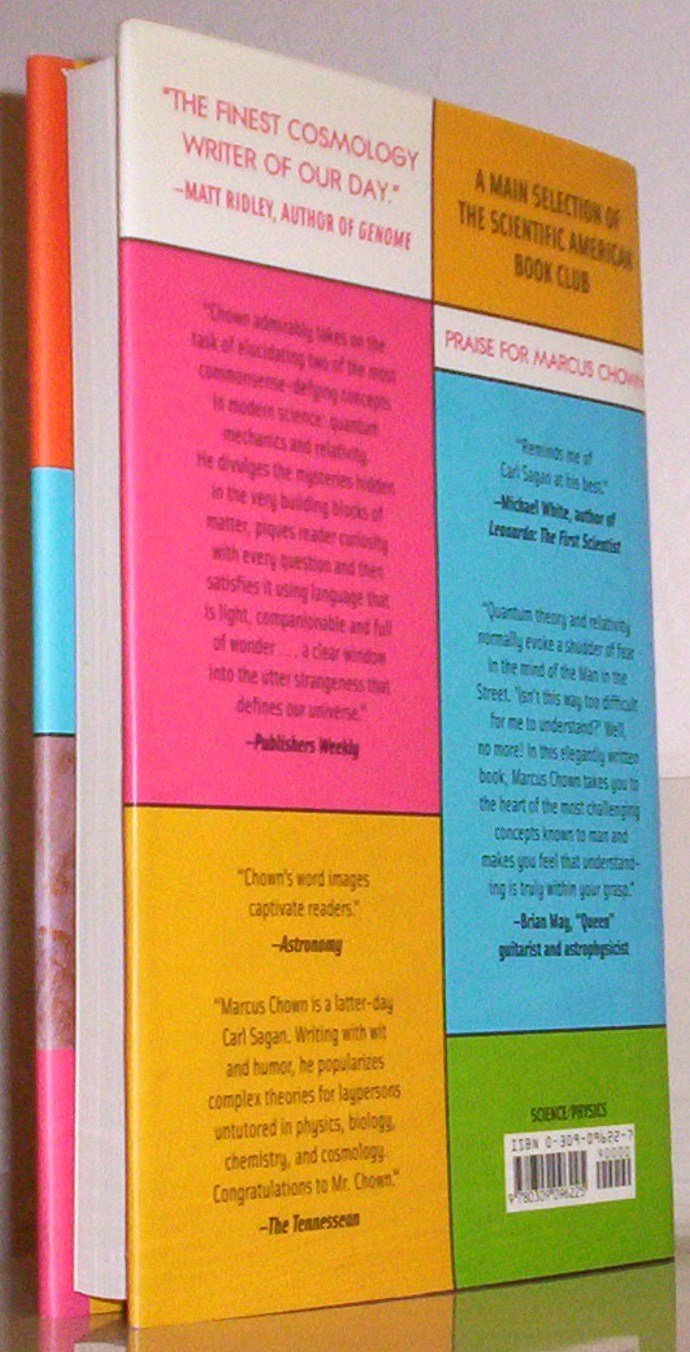 "THE FINEST COSMOLOGY
WRITER OF OUR DAY."
–MATT RIDLEY, AUTHOR OF GENOME
"Chown admirably takes on the
task of elucidating two of the most
commonsense-defying concepts
in modern science: quantum
mechanics and relativity.
He divulges the mysteries hidden
in the very building blocks of
matter, piques reader curiosity
with every question and then
satisfies it using language that
is light, companionable and full
of wonder . . . a clear window
into the utter strangeness that
defines our universe."
–Publishers Weekly
"Chown's word images
captivate readers."
–Astronomy
"Marcus Chown is a latter-day
Carl Sagan. Writing with wit
and humor, he popularizes
complex theories for laypersons
untutored in physics, biology,
chemistry, and cosmology.
Congratulations to Mr. Chown."
–The Tennessean
A MAIN SELECTION OF
THE SCIENTIFIC AMERICAN
BOOK CLUB
PRAISE FOR MARCUS CHOWN
"Reminds me of
Carl Sagan at his best."
–Michael White, author of
Leonardo: The First Scientist
"Quantum theory and relativity
normally evoke a shudder of fear
in the mind of the Man in the
Street. 'Isn't this way too difficult
for me to understand?' Well,
no more! In this elegantly written
book, Marcus Chown takes you to
the heart of the most challenging
concepts known to man and
makes you feel that understand-
ing is truly within your grasp."
–Brian May, "Queen"
guitarist and astrophysicist
SCIENCE/PHYSICS
ISBN 0-309-09622-7
90000
9 780309 096225